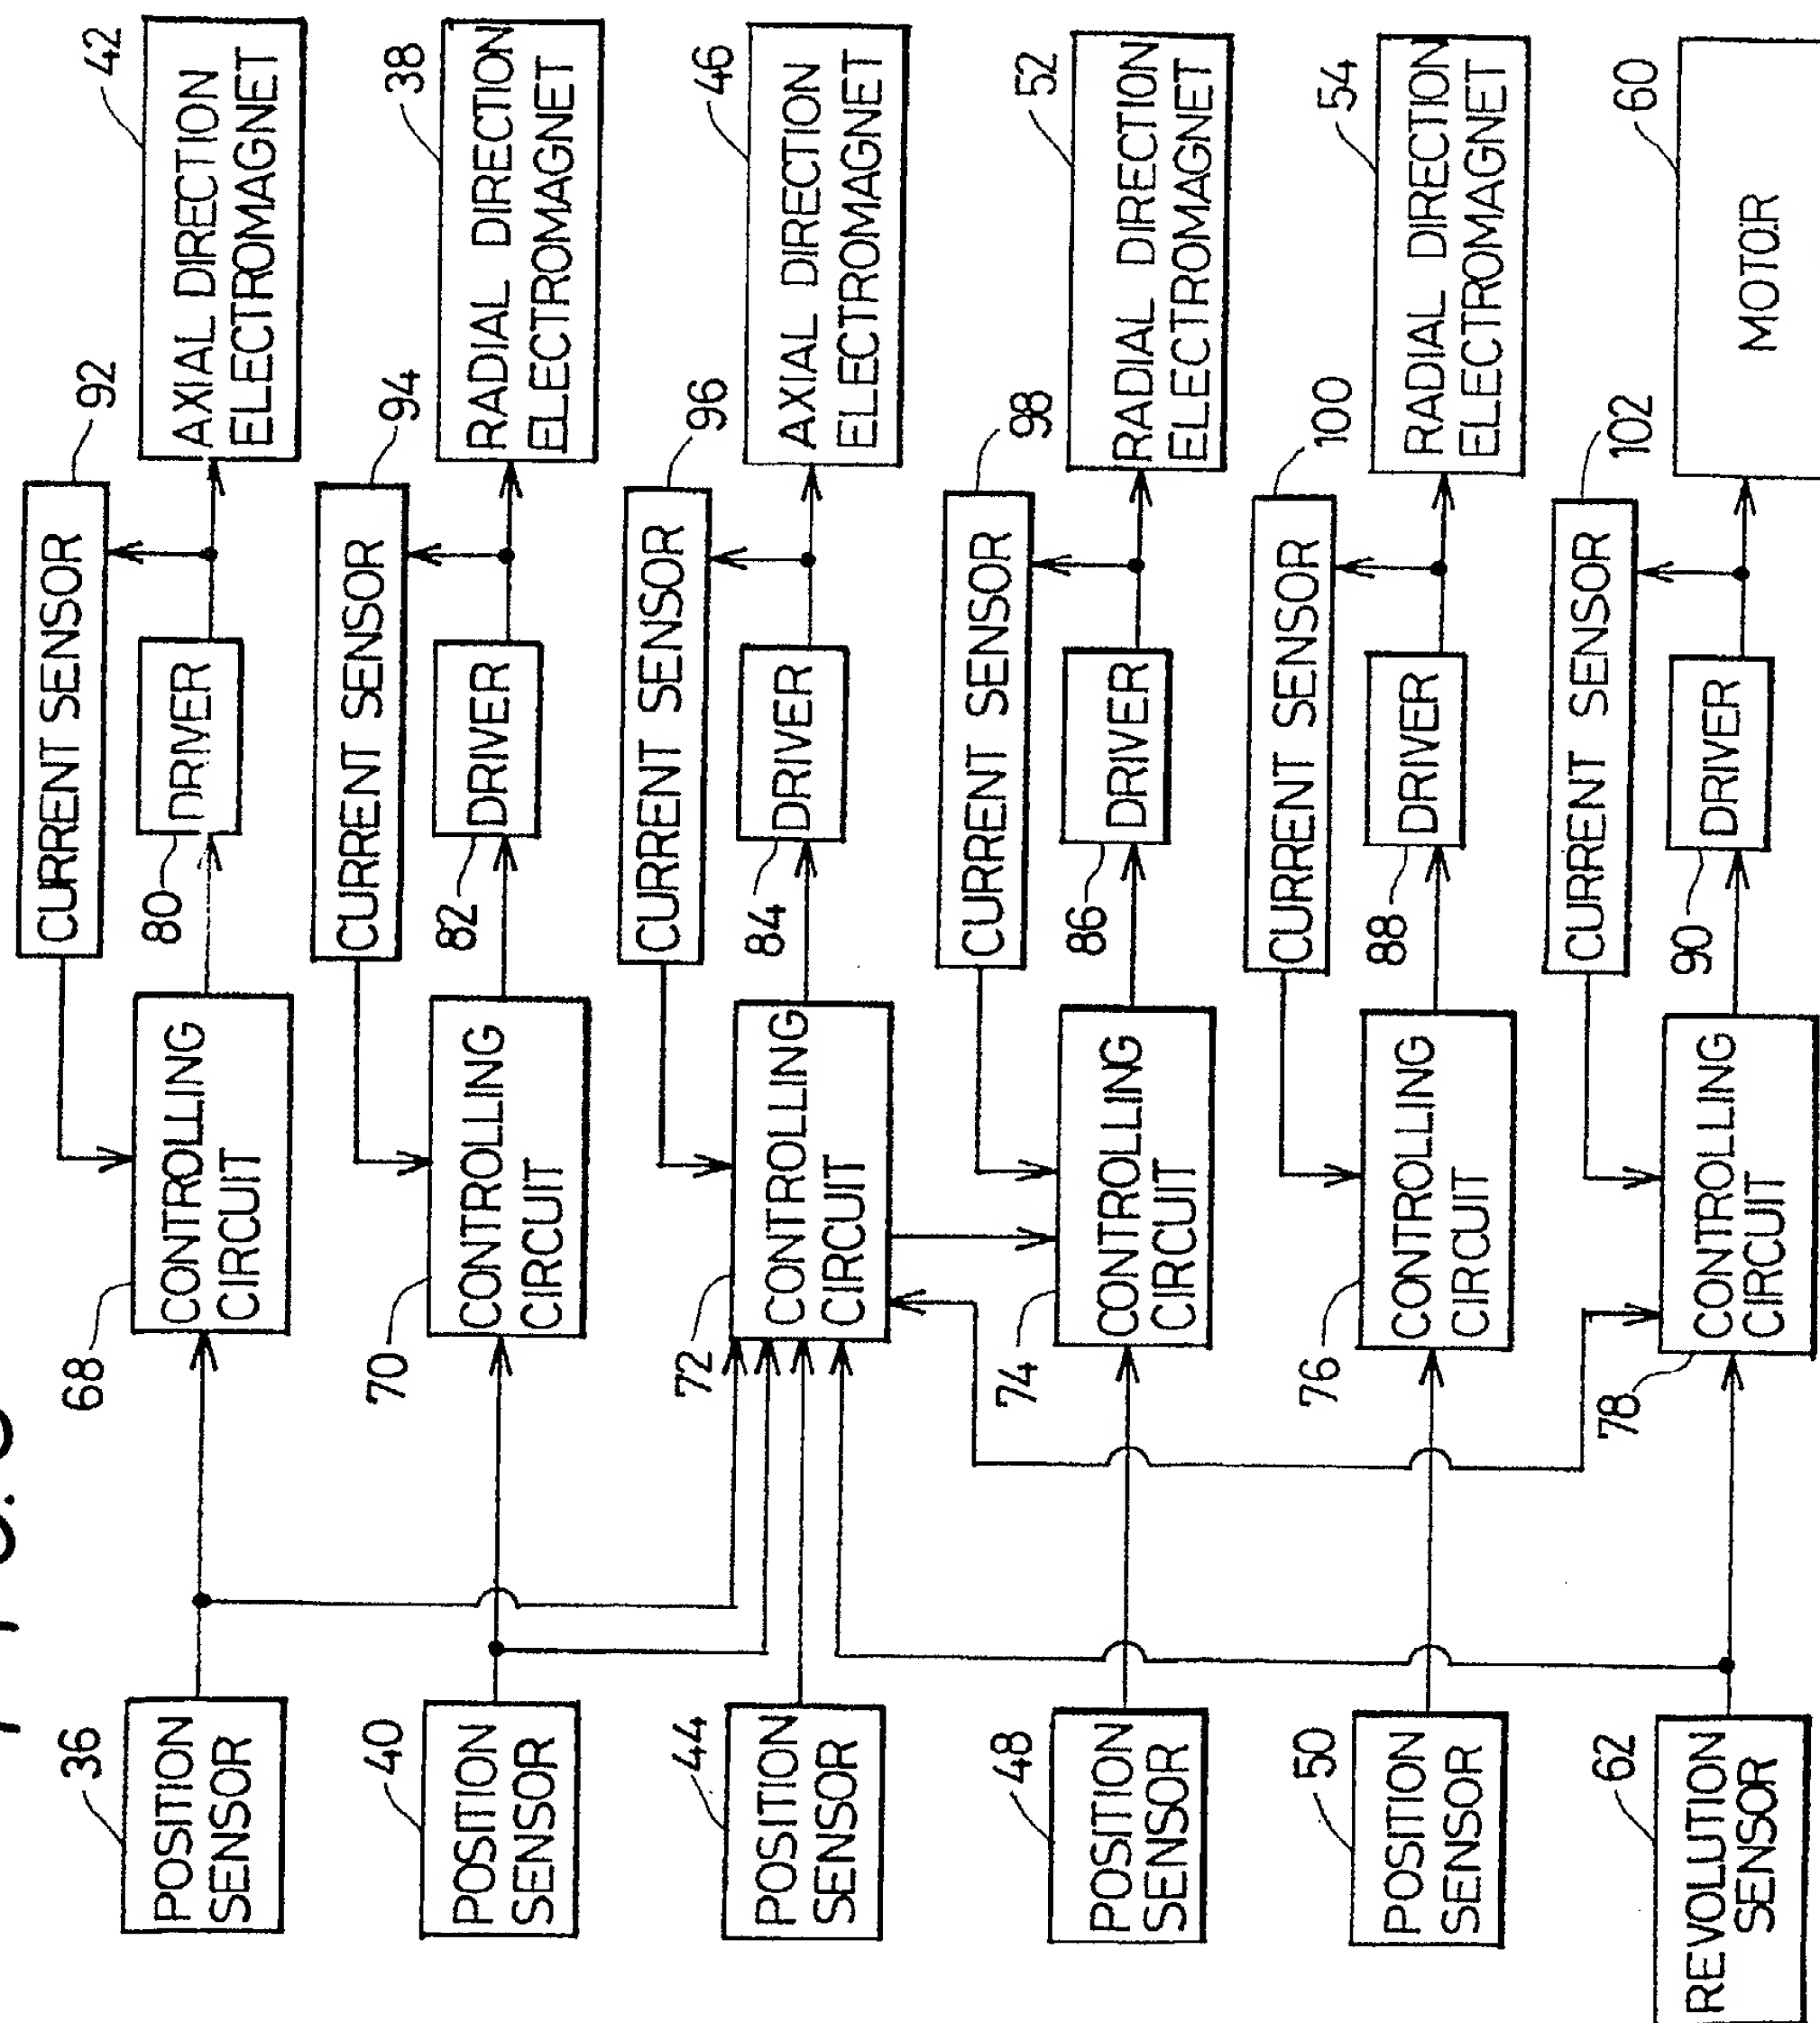 36
POSITION
SENSOR
68
CONTROLLING
CIRCUIT
CURRENT SENSOR
92
80
DRIVER
42
AXIAL DIRECTION
ELECTROMAGNET
40
POSITION
SENSOR
70
CONTROLLING
CIRCUIT
CURRENT SENSOR
94
82
DRIVER
38
RADIAL DIRECTION
ELECTROMAGNET
44
POSITION
SENSOR
72
CONTROLLING
CIRCUIT
CURRENT SENSOR
96
84
DRIVER
46
AXIAL DIRECTION
ELECTROMAGNET
48
POSITION
SENSOR
74
CONTROLLING
CIRCUIT
CURRENT SENSOR
98
86
DRIVER
52
RADIAL DIRECTION
ELECTROMAGNET
50
POSITION
SENSOR
76
CONTROLLING
CIRCUIT
CURRENT SENSOR
100
88
DRIVER
54
RADIAL DIRECTION
ELECTROMAGNET
62
REVOLUTION
SENSOR
78
CONTROLLING
CIRCUIT
CURRENT SENSOR
102
90
DRIVER
60
MOTOR